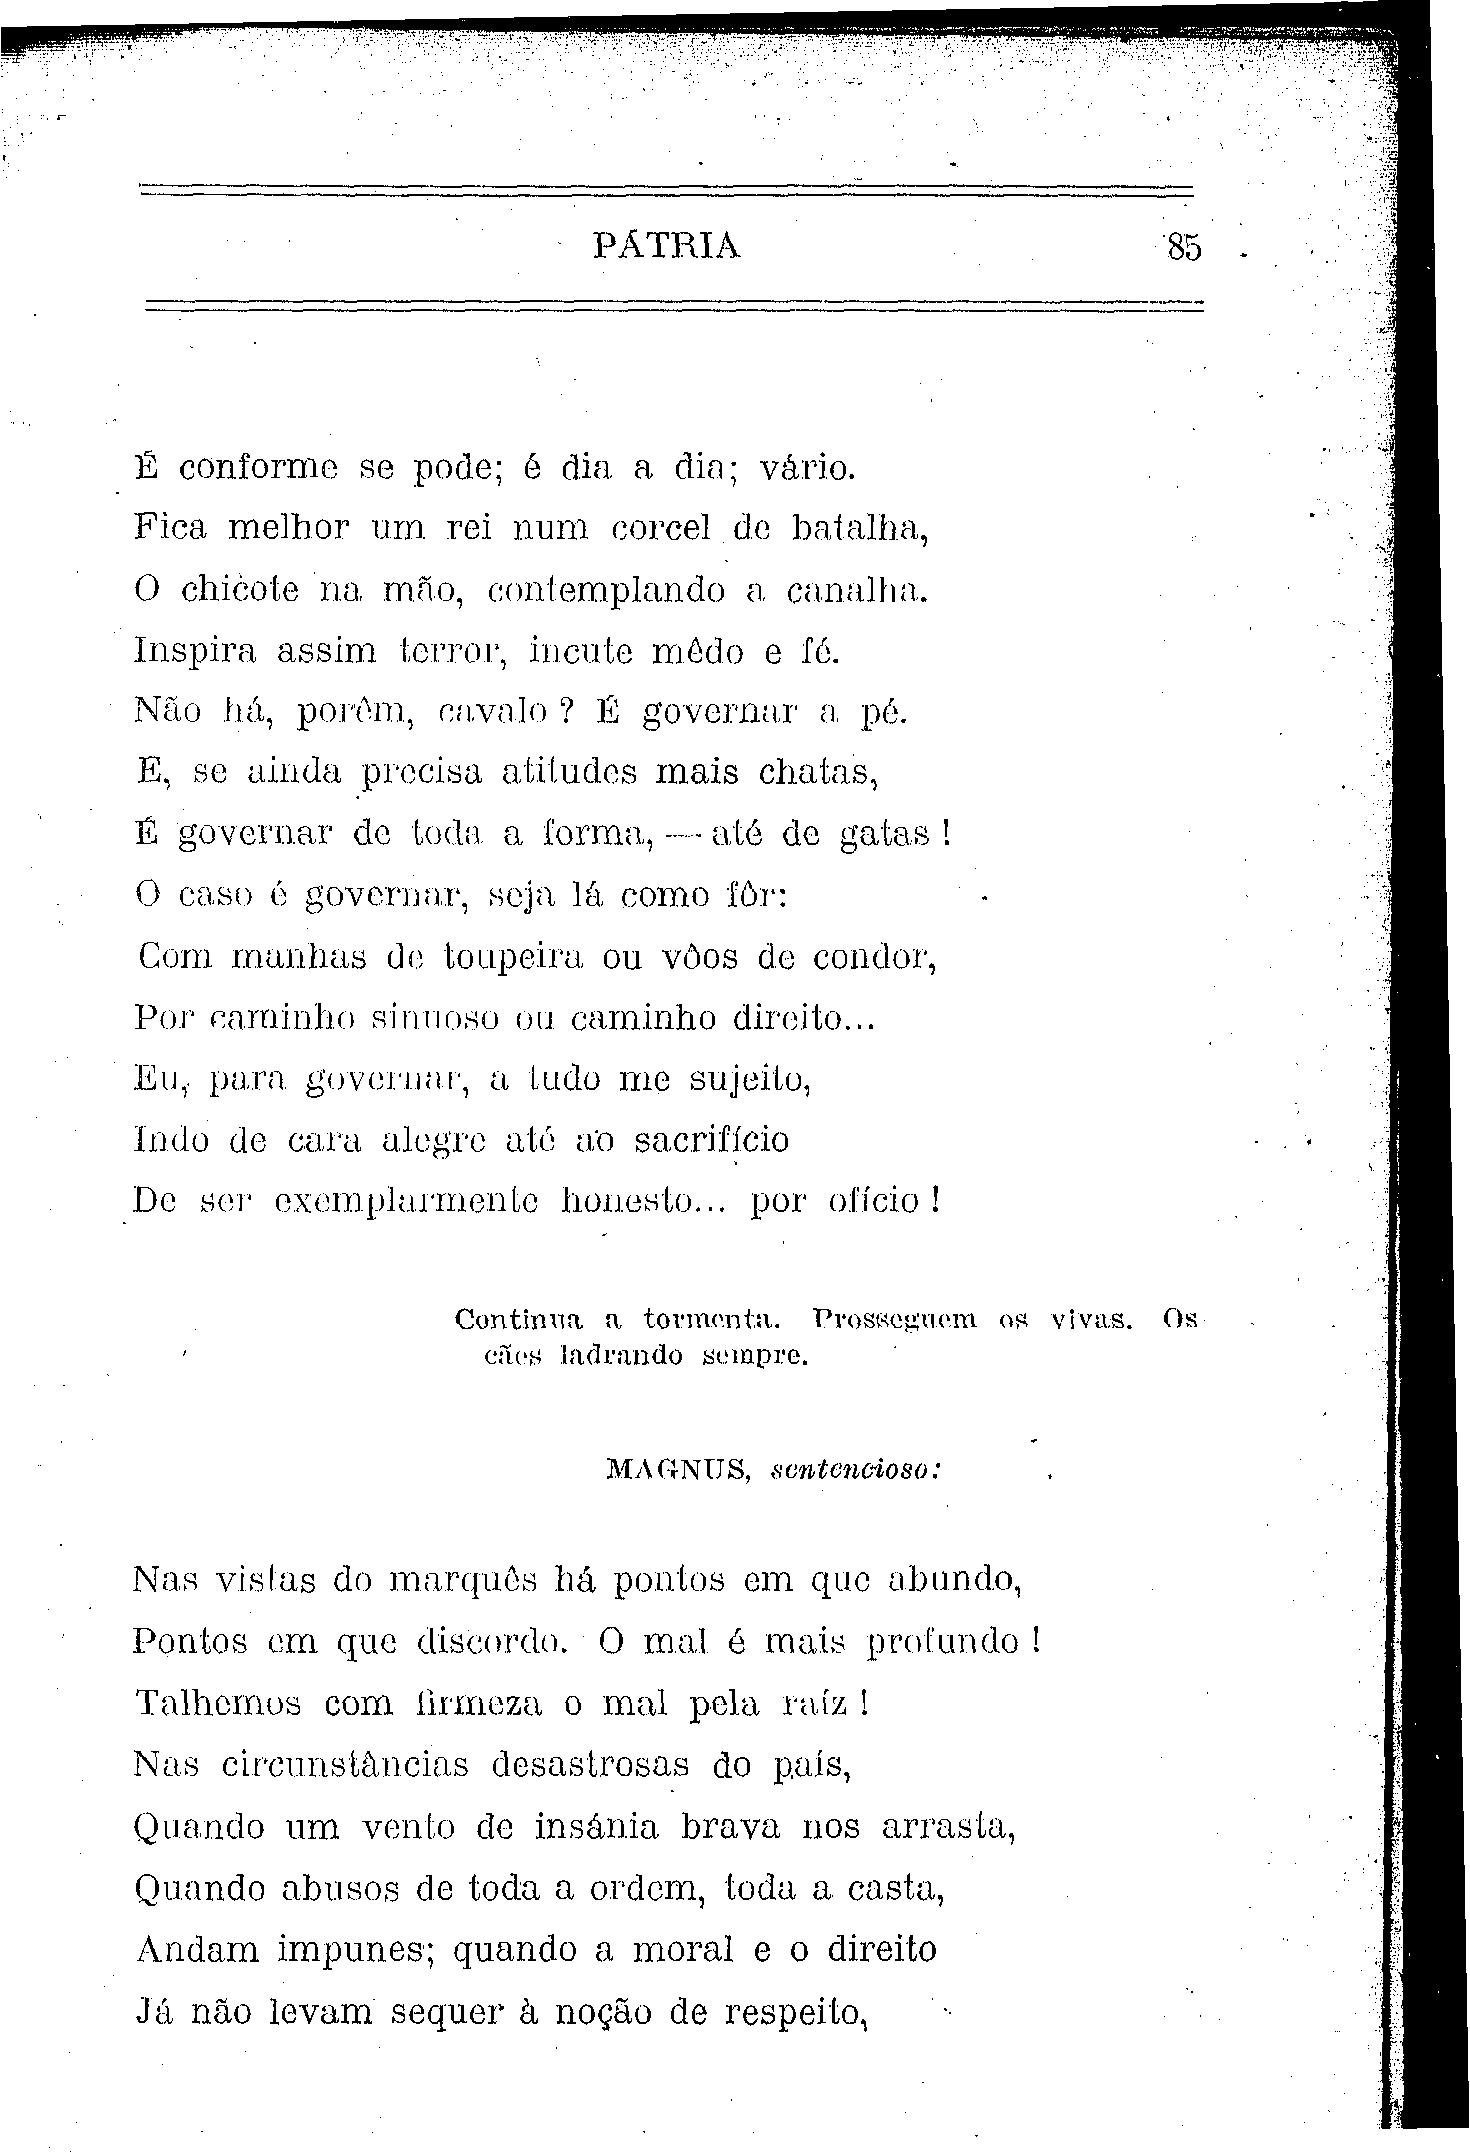 PÁTRIA 85
É conforme se pode; é dia a dia; vário.
Fica melhor um rei num corcel de batalha,
O chicote na mão, contemplando a canalha.
Inspira assim terror, incute mêdo e fé.
Não há, porêm, cavalo? É governar a pé.
E, se ainda precisa atitudes mais chatas,
É governar de toda a forma, — até de gatas!
O caso é governar, seja lá como fôr:
Com manhas de toupeira ou vôos de condor,
Por caminho sinuoso ou caminho direito...
Eu, para governar, a tudo me sujeito,
Indo de cara alegre até ao sacrifício
De ser exemplarmente honesto... por ofício!
Continua a tormenta. Prosseguem os vivas. Os
cães ladrando sempre.
MAGNUS, sentencioso:
Nas vistas do marquês há pontos em que abundo,
Pontos em que discordo. O mal é mais profundo!
Talhemos com firmeza o mal pela raíz!
Nas circunstâncias desastrosas do país,
Quando um vento de insánia brava nos arrasta,
Quando abusos de toda a ordem, toda a casta,
Andam impunes; quando a moral e o direito
Já não levam sequer à noção de respeito,